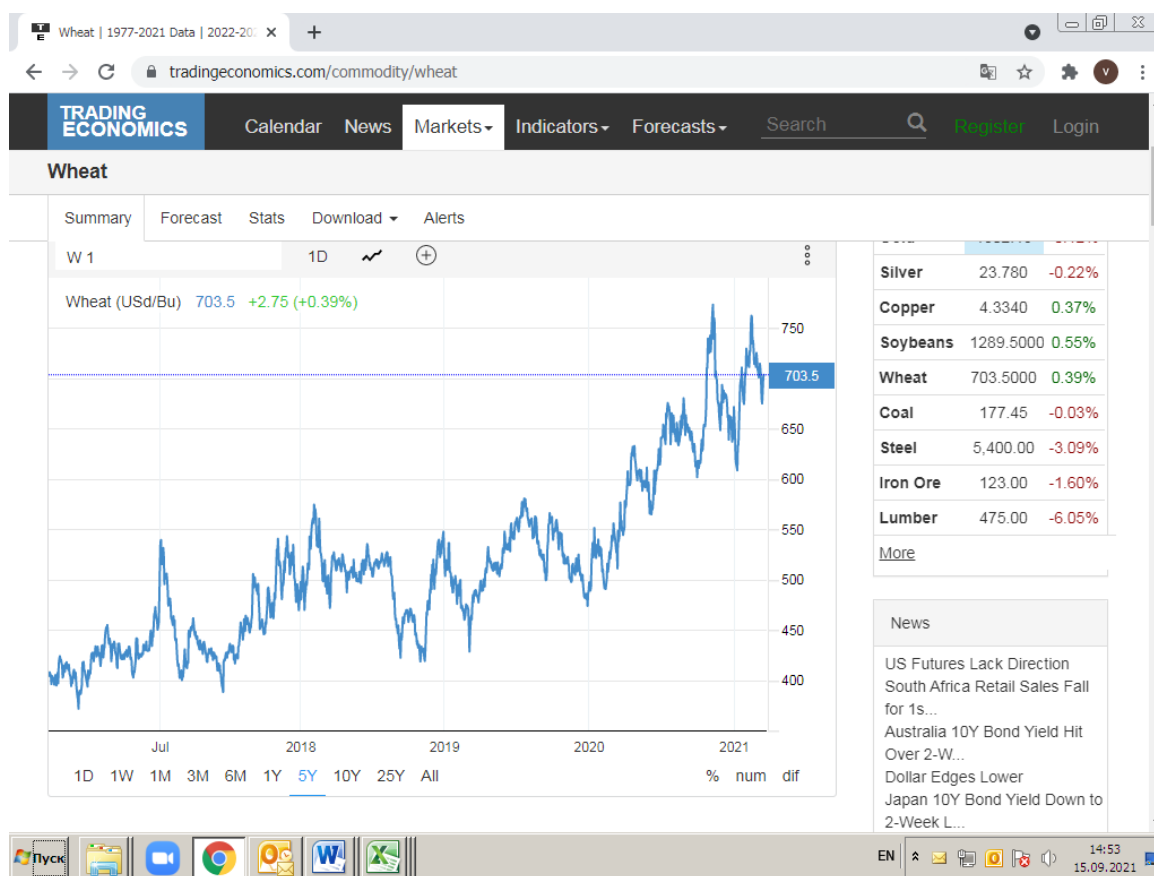 Wheat | 1977-2021 Data | 2022-20
tradingeconomics.com/commodity/wheat
V
TRADING
ECONOMICS
Calendar News Markets Indicators Forecasts Search Register Login
Wheat
Summary Forecast Stats Download Alerts
W 1 1D
Wheat (USd/Bu) 703.5 +2.75 (+0.39%)
750
703.5
650
600
550
500
450
400
Jul 2018 2019 2020 2021
1D 1W 1M 3M 6M 1Y 5Y 10Y 25Y All % num dif
Silver 23.780 -0.22%
Copper 4.3340 0.37%
Soybeans 1289.5000 0.55%
Wheat 703.5000 0.39%
Coal 177.45 -0.03%
Steel 5,400.00 -3.09%
Iron Ore 123.00 -1.60%
Lumber 475.00 -6.05%
More
News
US Futures Lack Direction
South Africa Retail Sales Fall
for 1s...
Australia 10Y Bond Yield Hit
Over 2-W...
Dollar Edges Lower
Japan 10Y Bond Yield Down to
2-Week L...
Пуск
EN
14:53
15.09.2021